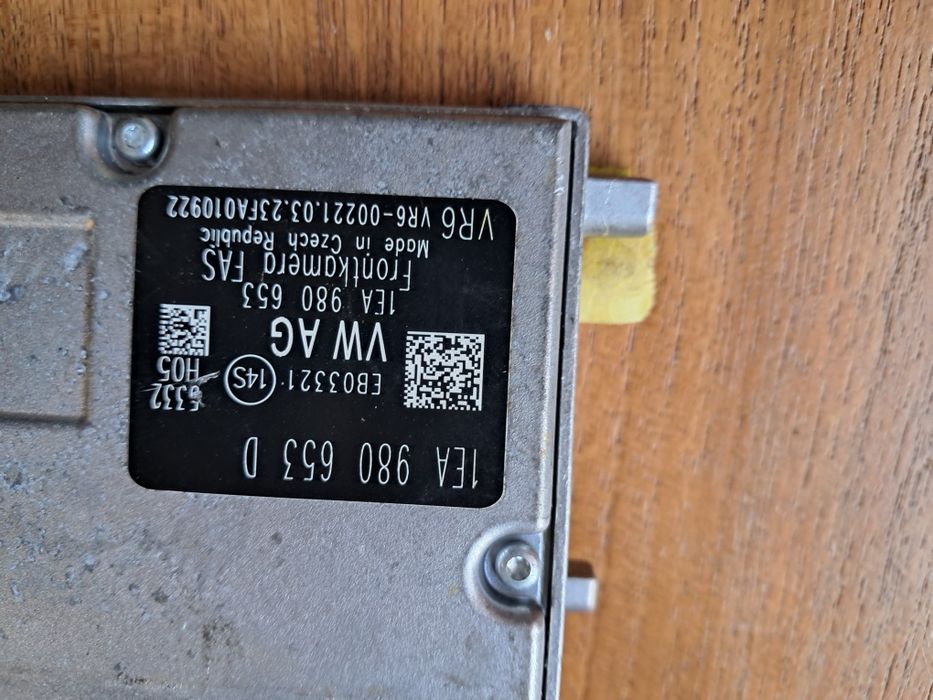 1EA 980 653 D
EB03321 14S
6332
H05
VW AG
1EA 980 653
Frontkamera FAS
Made in Czech Republic
VR6 VR6-00221.03.23FA010922